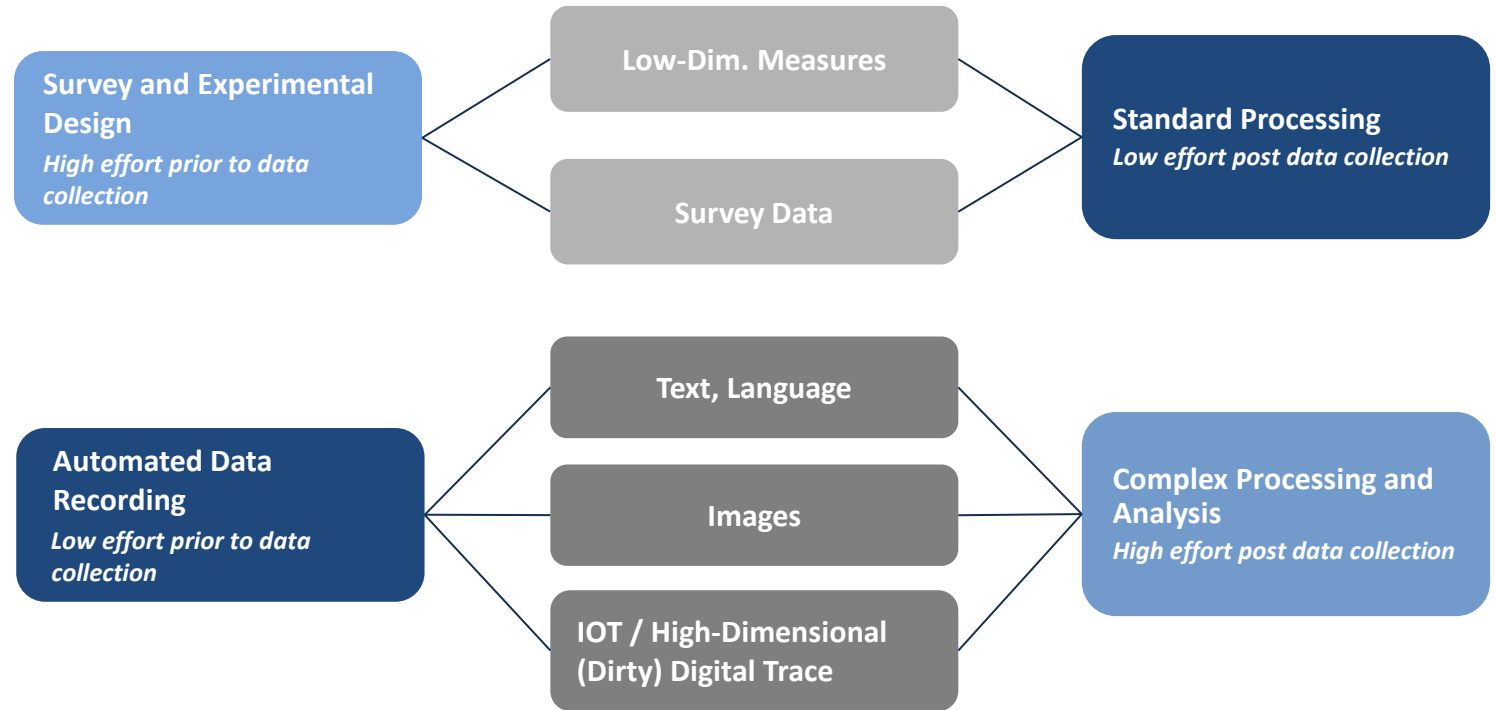 Survey and Experimental
Design
High effort prior to data
collection
Low-Dim. Measures
Survey Data
Standard Processing
Low effort post data collection
Automated Data
Recording
Low effort prior to data
collection
Text, Language
Images
IOT / High-Dimensional
(Dirty) Digital Trace
Complex Processing and
Analysis
High effort post data collection